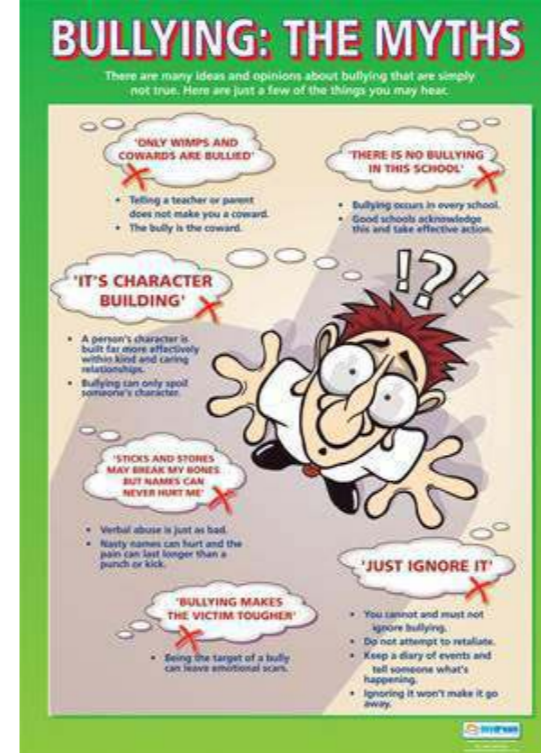 BULLYING: THE MYTHS
There are many ideas and opinions about bullying that are simply
not true. Here are just a few of the things you may hear.
'ONLY WIMPS AND
COWARDS ARE BULLIED'
• Telling a teacher or parent
does not make you a coward.
• The bully is the coward.
'THERE IS NO BULLYING
IN THIS SCHOOL'
• Bullying occurs in every school.
• Good schools acknowledge
this and take effective action.
'IT'S CHARACTER
BUILDING'
• A person's character is
built far more effectively
within kind and caring
relationships.
• Bullying can only spoil
someone's character.
!?!
'STICKS AND STONES
MAY BREAK MY BONES
BUT NAMES CAN
NEVER HURT ME'
• Verbal abuse is just as bad.
• Nasty names can hurt and the
pain can last longer than a
punch or kick.
'JUST IGNORE IT'
• You cannot and must not
ignore bullying.
• Do not attempt to retaliate.
• Keep a diary of events and
tell someone what's
happening.
• Ignoring it won't make it go
away.
'BULLYING MAKES
THE VICTIM TOUGHER'
• Being the target of a bully
can leave emotional scars.